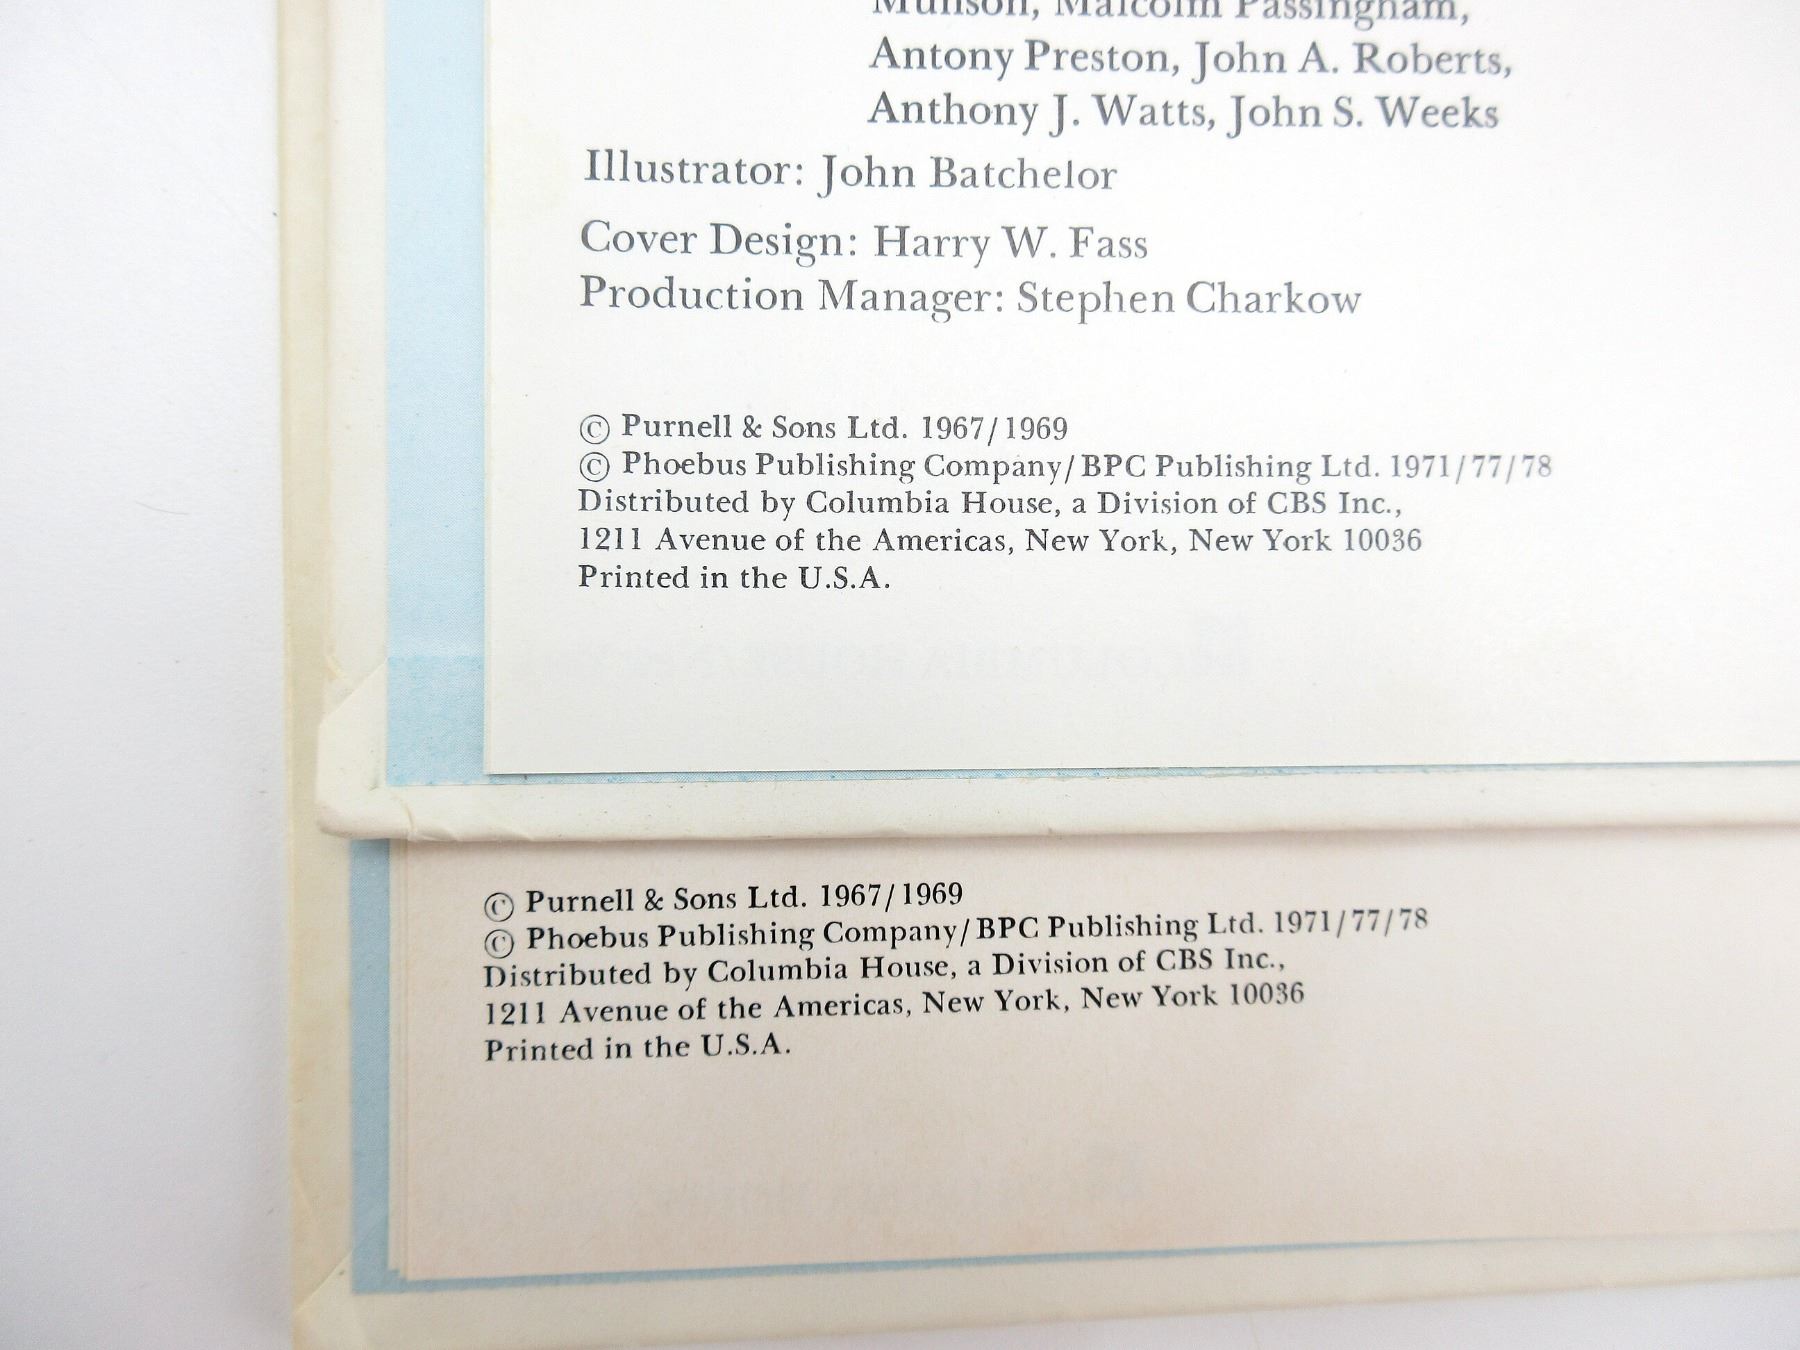 Munson, Malcolm Passingham,
Antony Preston, John A. Roberts,
Anthony J. Watts, John S. Weeks
Illustrator: John Batchelor
Cover Design: Harry W. Fass
Production Manager: Stephen Charkow
© Purnell & Sons Ltd. 1967/1969
© Phoebus Publishing Company/BPC Publishing Ltd. 1971/77/78
Distributed by Columbia House, a Division of CBS Inc.,
1211 Avenue of the Americas, New York, New York 10036
Printed in the U.S.A.
© Purnell & Sons Ltd. 1967/1969
© Phoebus Publishing Company/BPC Publishing Ltd. 1971/77/78
Distributed by Columbia House, a Division of CBS Inc.,
1211 Avenue of the Americas, New York, New York 10036
Printed in the U.S.A.